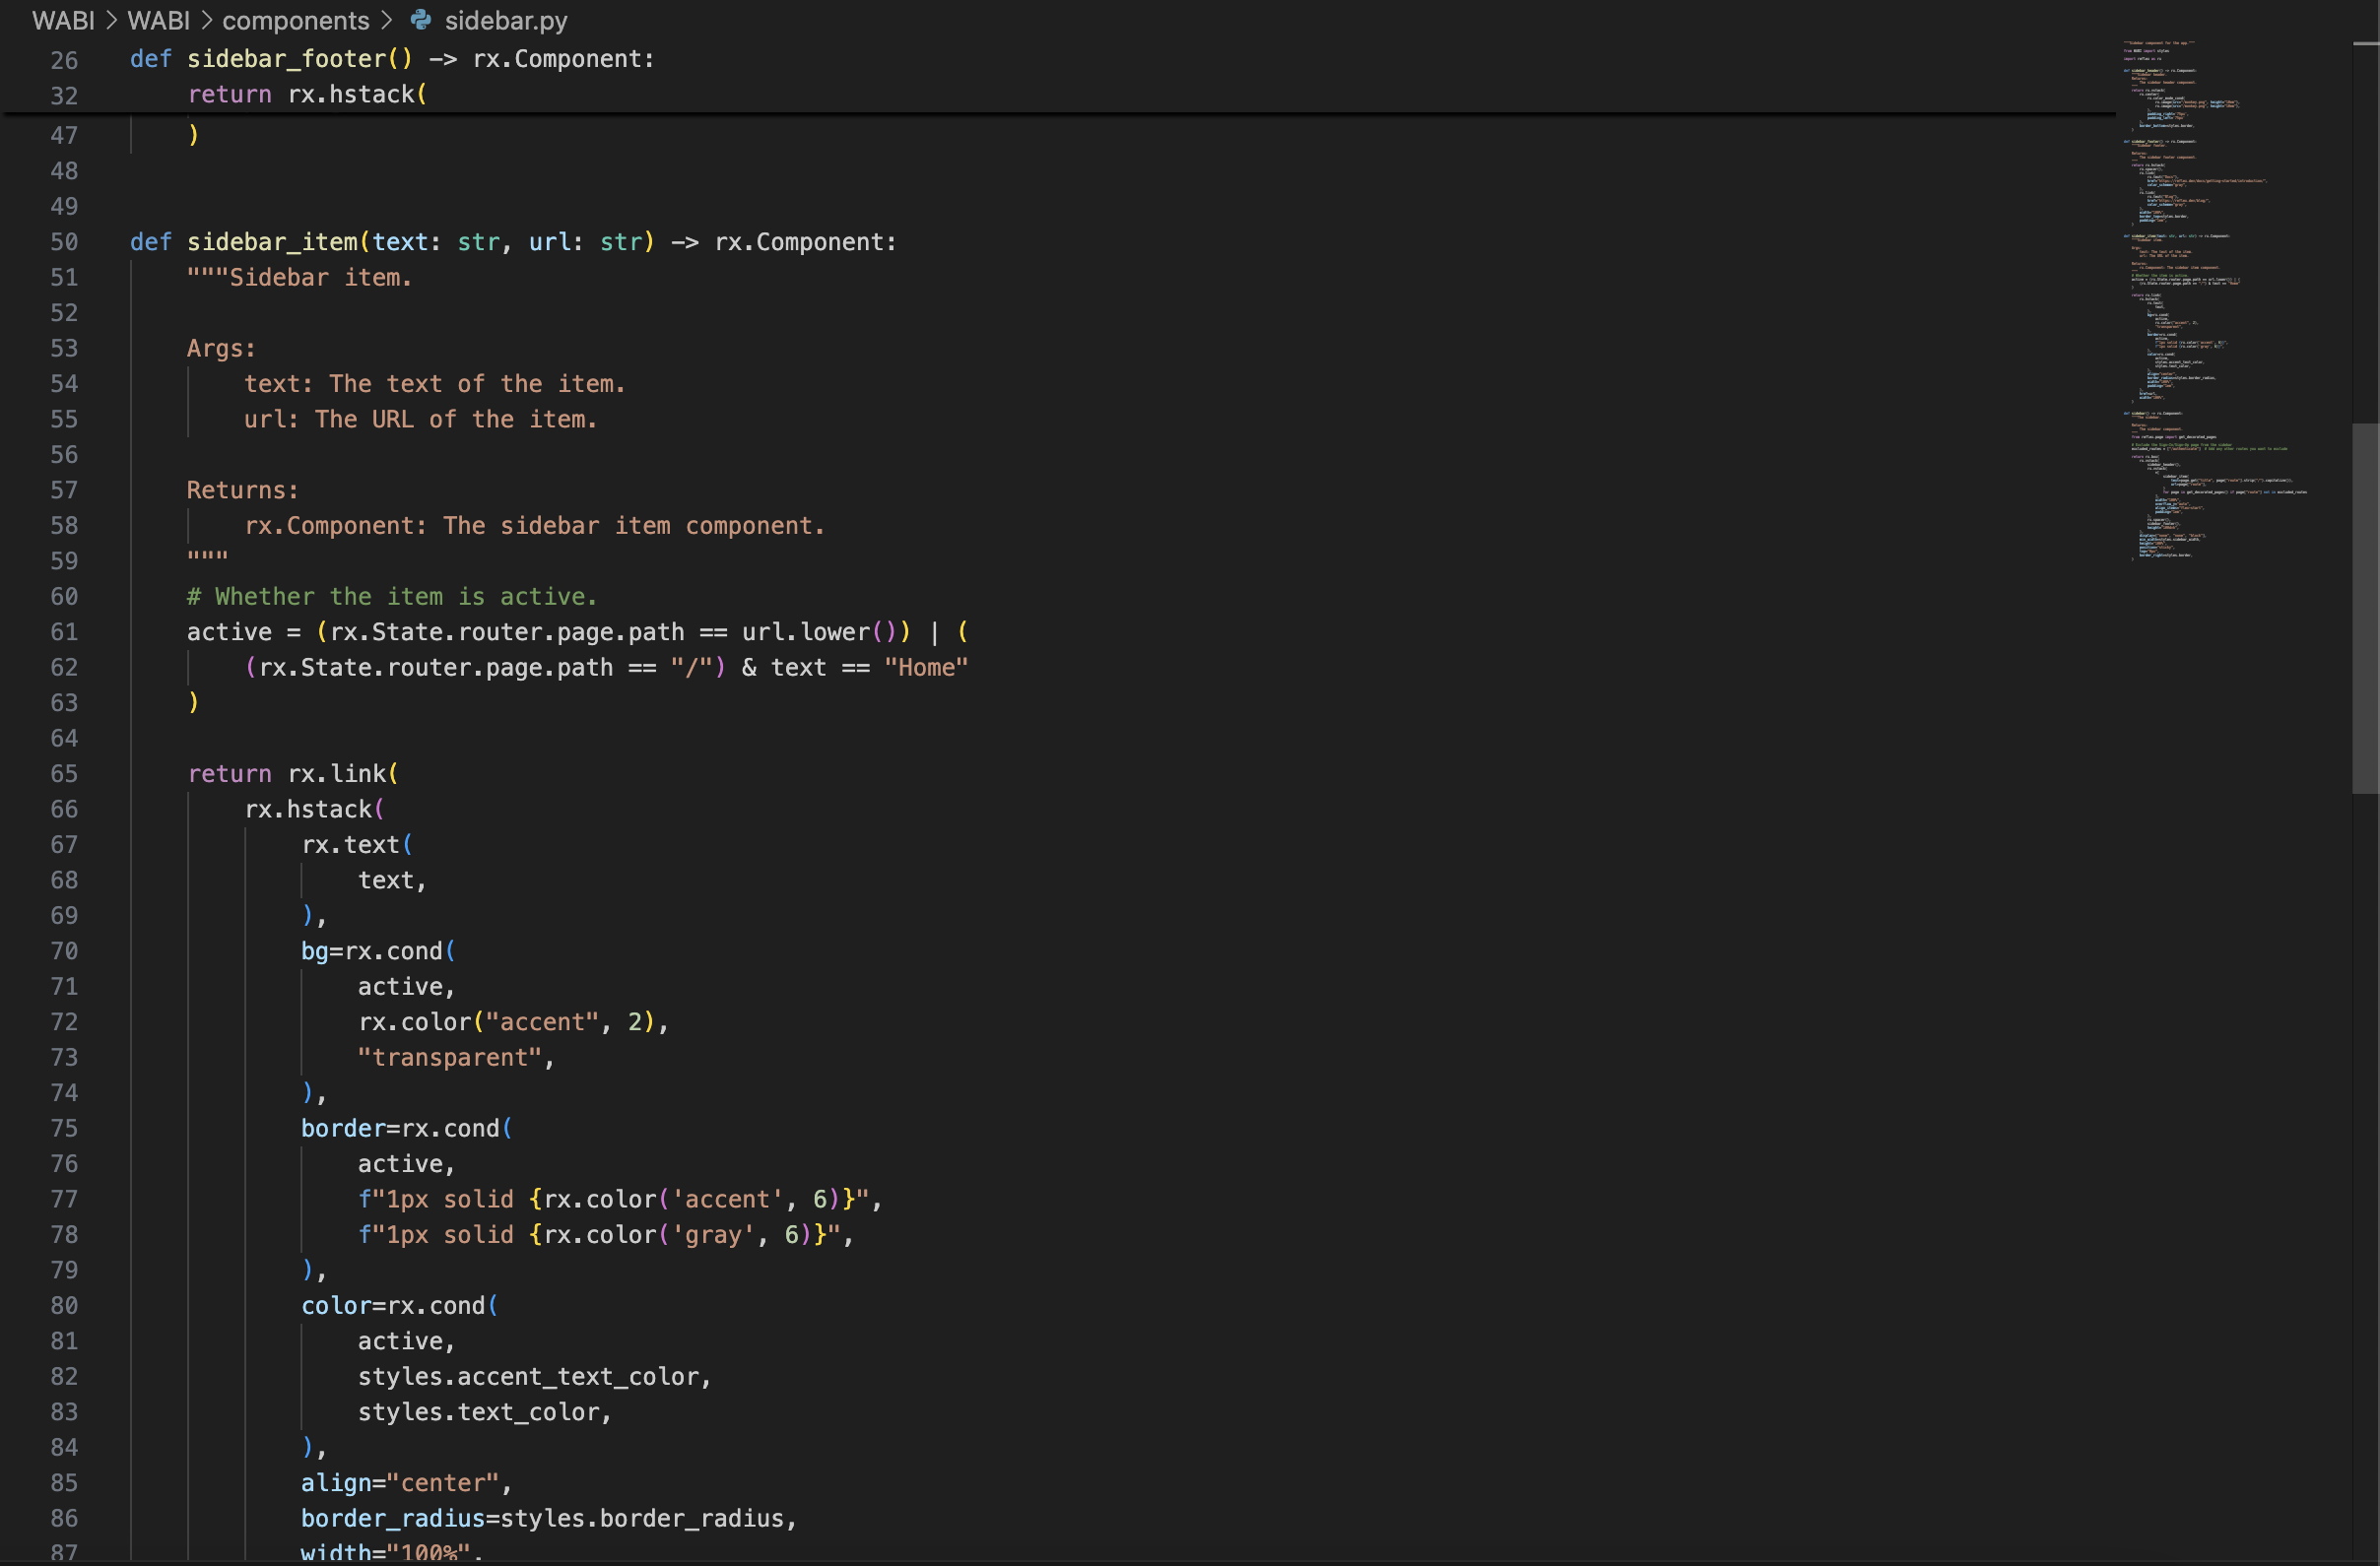 WABI > WABI > components > sidebar.py
26 def sidebar_footer() -> rx.Component:
32     return rx.hstack(
47     )
48
49
50 def sidebar_item(text: str, url: str) -> rx.Component:
51     """Sidebar item.
52
53     Args:
54         text: The text of the item.
55         url: The URL of the item.
56
57     Returns:
58         rx.Component: The sidebar item component.
59     """
60     # Whether the item is active.
61     active = (rx.State.router.page.path == url.lower()) | (
62         (rx.State.router.page.path == "/") & text == "Home"
63     )
64
65     return rx.link(
66         rx.hstack(
67             rx.text(
68                 text,
69             ),
70             bg=rx.cond(
71                 active,
72                 rx.color("accent", 2),
73                 "transparent",
74             ),
75             border=rx.cond(
76                 active,
77                 f"1px solid {rx.color('accent', 6)}",
78                 f"1px solid {rx.color('gray', 6)}",
79             ),
80             color=rx.cond(
81                 active,
82                 styles.accent_text_color,
83                 styles.text_color,
84             ),
85             align="center",
86             border_radius=styles.border_radius,
87             width="100%",